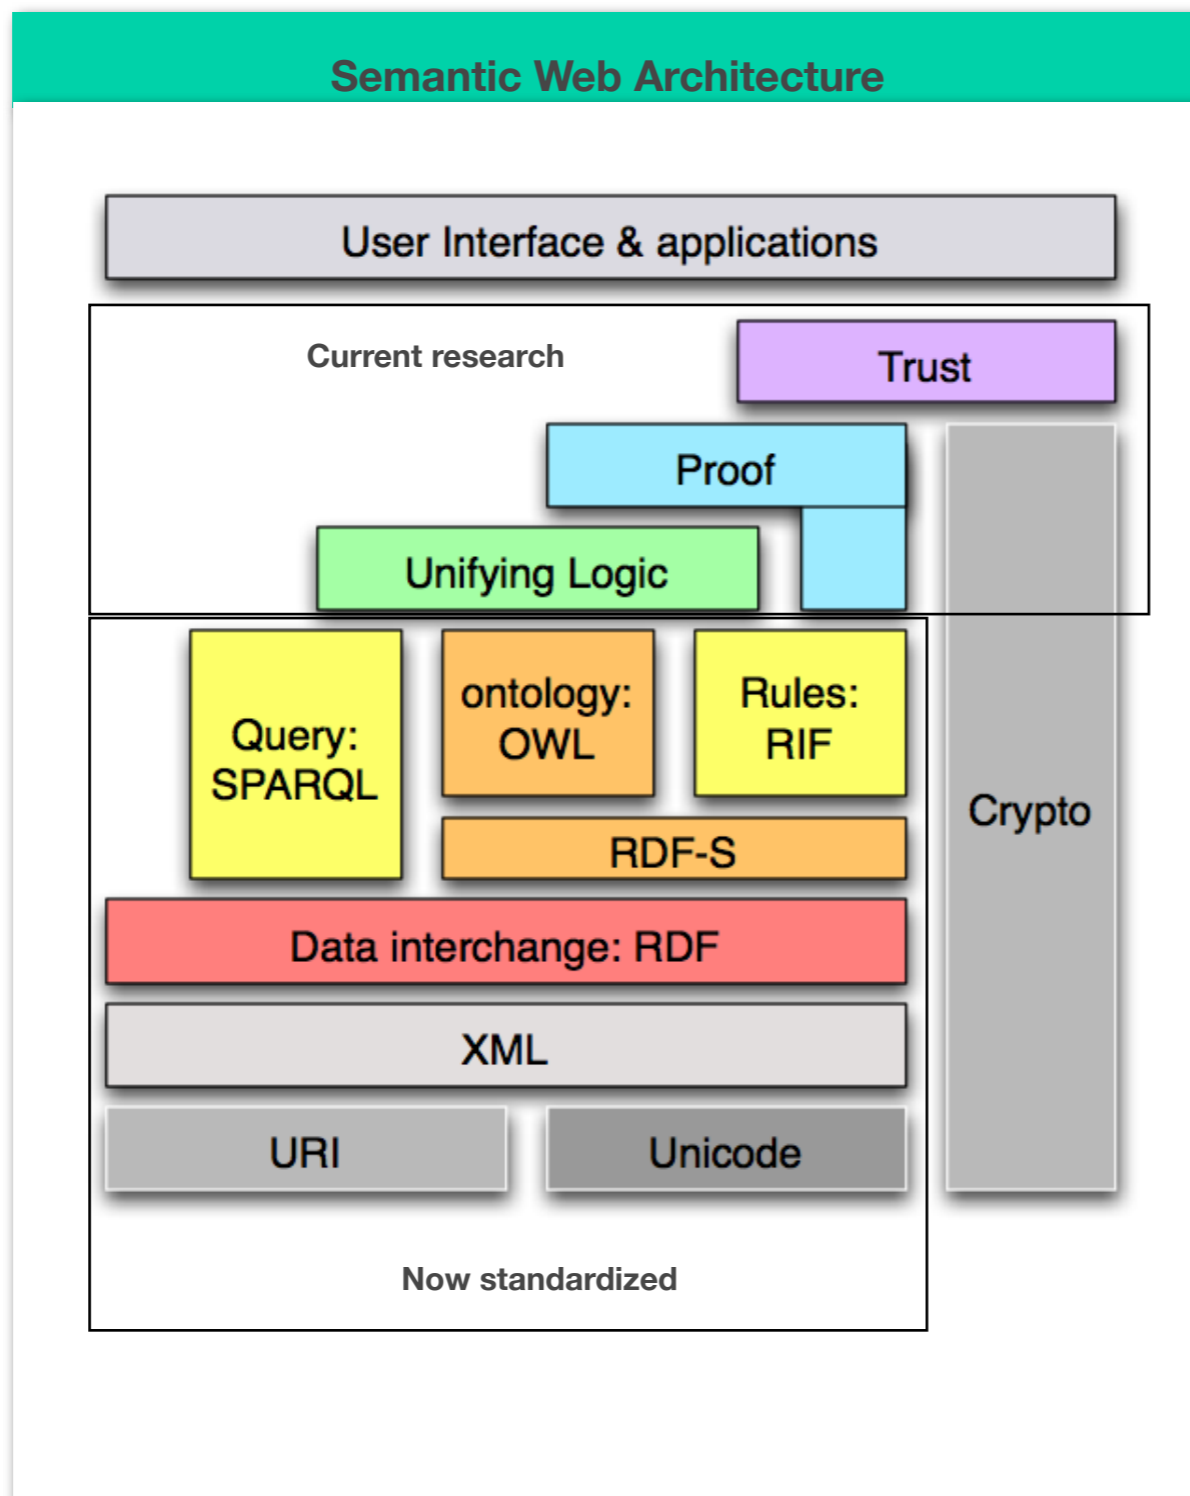 Semantic Web Architecture
User Interface & applications
Current research
Trust
Proof
Unifying Logic
Query:
SPARQL
ontology:
OWL
Rules:
RIF
Crypto
RDF-S
Data interchange: RDF
XML
URI
Unicode
Now standardized